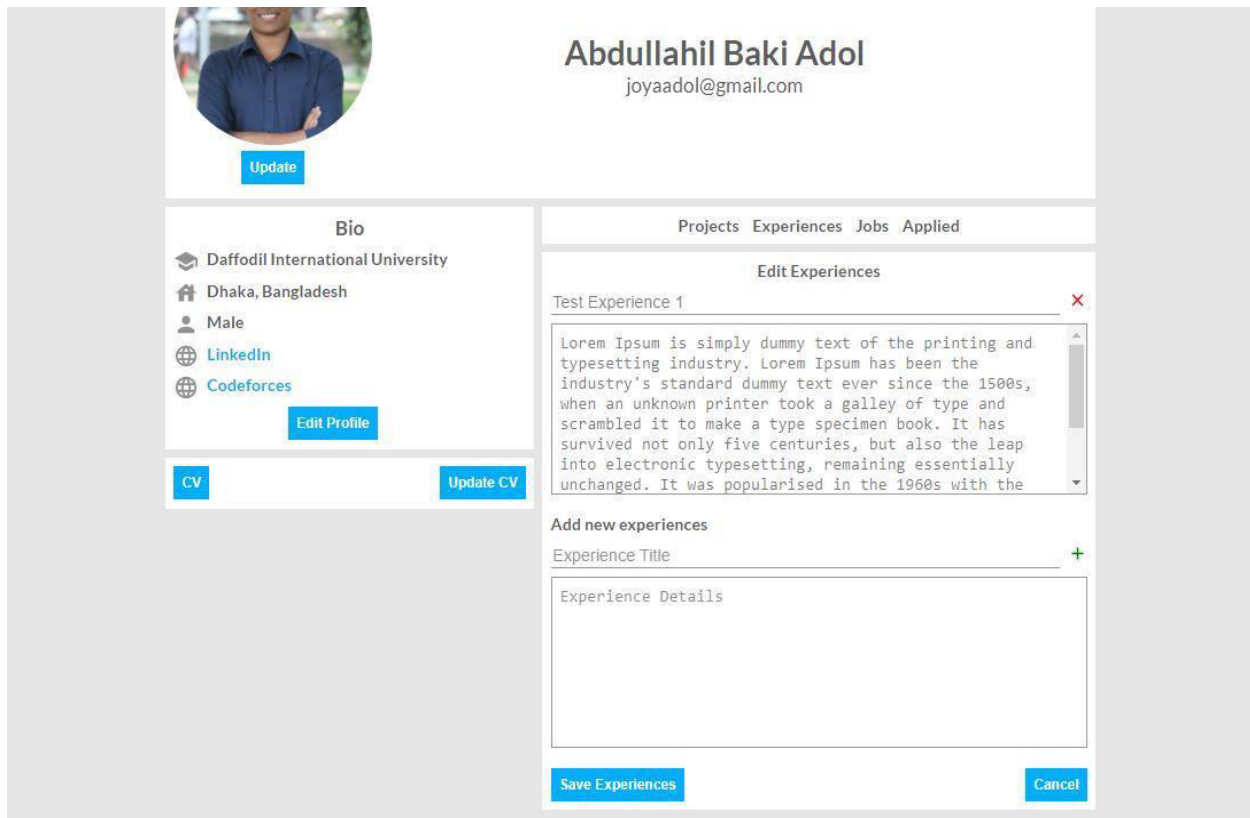 Abdullahil Baki Adol
joyaadol@gmail.com
Update
Bio
Daffodil International University
Dhaka, Bangladesh
Male
LinkedIn
Codeforces
Edit Profile
CV Update CV
Projects Experiences Jobs Applied
Edit Experiences
Test Experience 1
Lorem Ipsum is simply dummy text of the printing and
typesetting industry. Lorem Ipsum has been the
industry's standard dummy text ever since the 1500s,
when an unknown printer took a galley of type and
scrambled it to make a type specimen book. It has
survived not only five centuries, but also the leap
into electronic typesetting, remaining essentially
unchanged. It was popularised in the 1960s with the
Add new experiences
Experience Title
Experience Details
Save Experiences Cancel